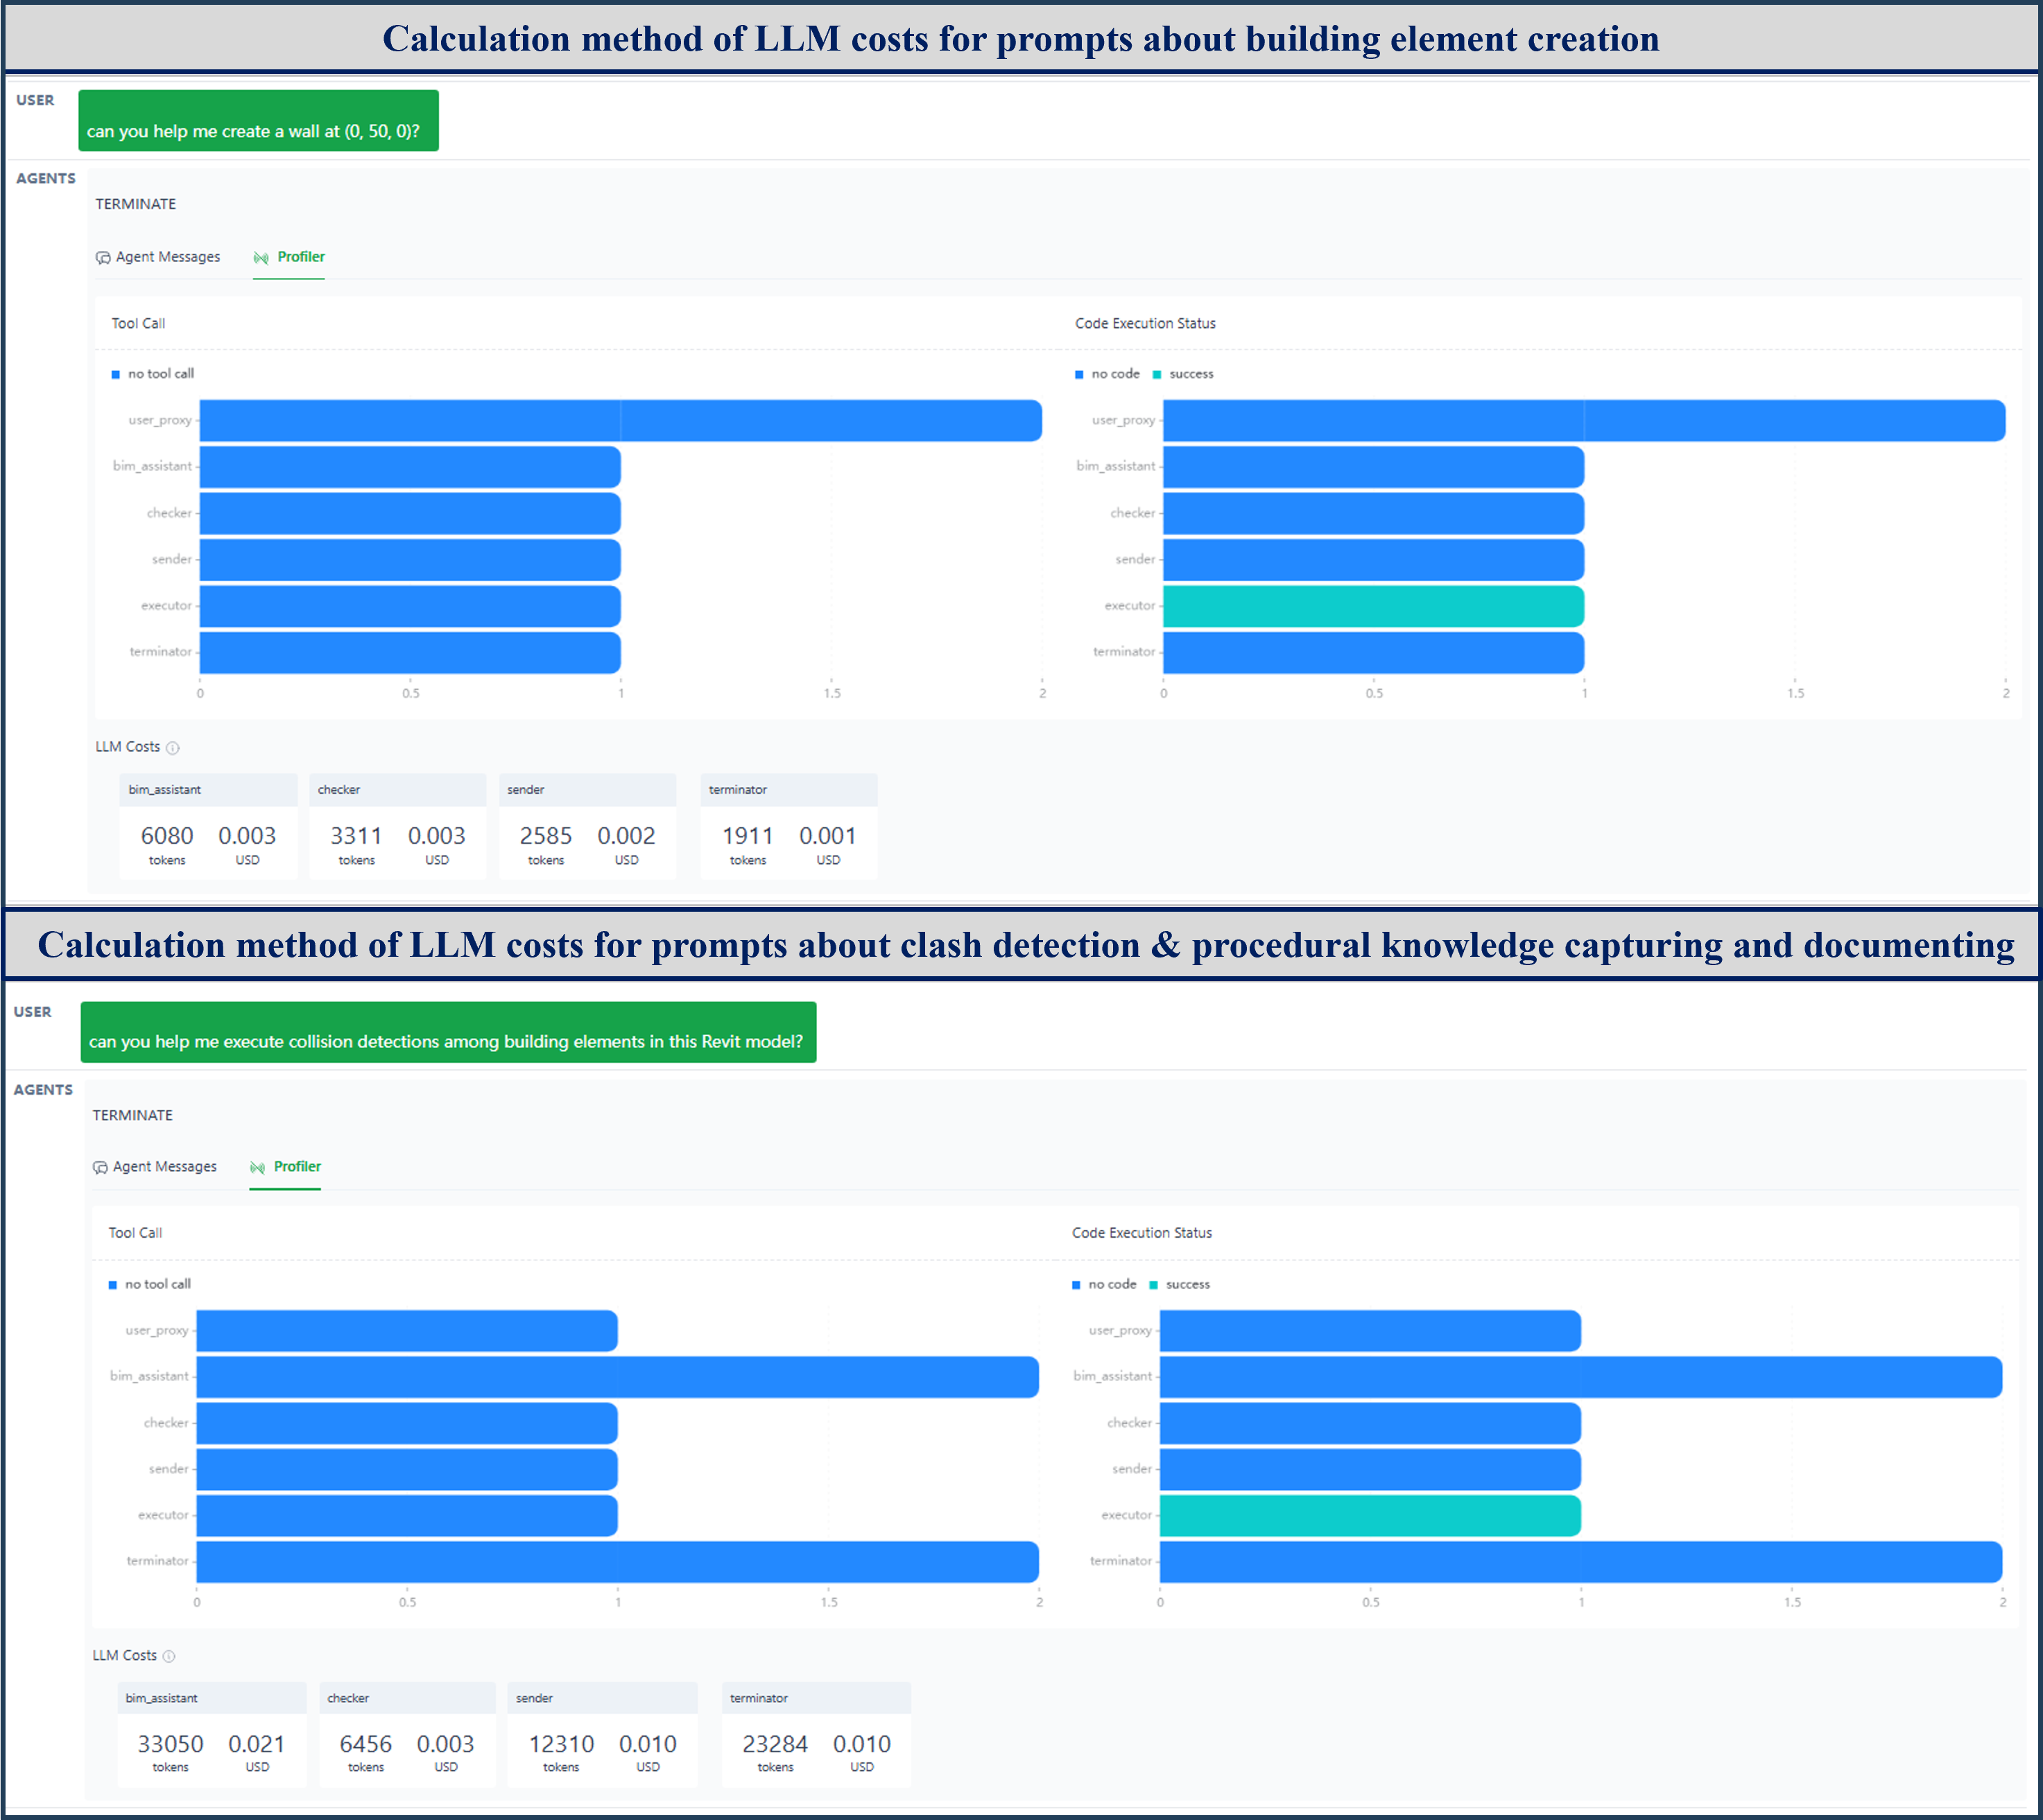 Calculation method of LLM costs for prompts about building element creation
USER
can you help me create a wall at (0, 50, 0)?
AGENTS
TERMINATE
Agent Messages Profiler
Tool Call
no tool call
user_proxy
bim_assistant
checker
sender
executor
terminator
0 0.5 1 1.5 2
Code Execution Status
no code success
user_proxy
bim_assistant
checker
sender
executor
terminator
0 0.5 1 1.5 2
LLM Costs
bim_assistant
6080 0.003
tokens USD
checker
3311 0.003
tokens USD
sender
2585 0.002
tokens USD
terminator
1911 0.001
tokens USD
Calculation method of LLM costs for prompts about clash detection & procedural knowledge capturing and documenting
USER
can you help me execute collision detections among building elements in this Revit model?
AGENTS
TERMINATE
Agent Messages Profiler
Tool Call
no tool call
user_proxy
bim_assistant
checker
sender
executor
terminator
0 0.5 1 1.5 2
Code Execution Status
no code success
user_proxy
bim_assistant
checker
sender
executor
terminator
0 0.5 1 1.5 2
LLM Costs
bim_assistant
33050 0.021
tokens USD
checker
6456 0.003
tokens USD
sender
12310 0.010
tokens USD
terminator
23284 0.010
tokens USD